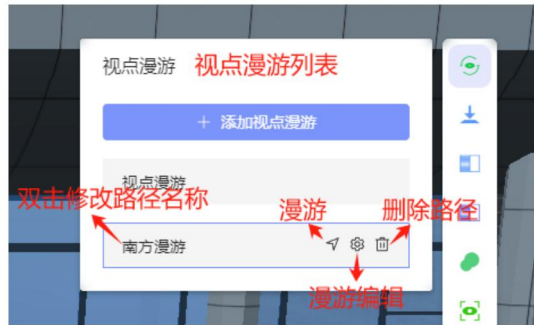 视点漫游 视点漫游列表
+ 添加视点漫游
视点漫游
双击修改路径名称
漫游 删除路径
南方漫游
漫游编辑